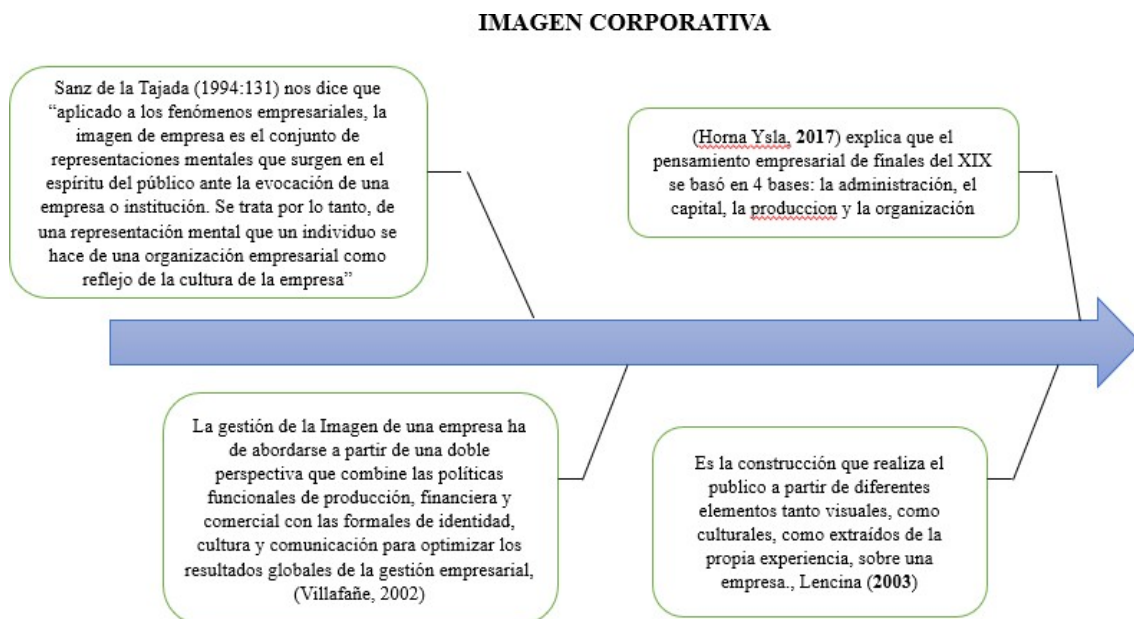 IMAGEN CORPORATIVA
Sanz de la Tajada (1994:131) nos dice que
“aplicado a los fenómenos empresariales, la
imagen de empresa es el conjunto de
representaciones mentales que surgen en el
espíritu del público ante la evocación de una
empresa o institución. Se trata por lo tanto, de
una representación mental que un individuo se
hace de una organización empresarial como
reflejo de la cultura de la empresa”
(Horna Ysla, 2017) explica que el
pensamiento empresarial de finales del XIX
se basó en 4 bases: la administración, el
capital, la produccion y la organización
La gestión de la Imagen de una empresa ha
de abordarse a partir de una doble
perspectiva que combine las políticas
funcionales de producción, financiera y
comercial con las formales de identidad,
cultura y comunicación para optimizar los
resultados globales de la gestión empresarial,
(Villafañe, 2002)
Es la construcción que realiza el
publico a partir de diferentes
elementos tanto visuales, como
culturales, como extraídos de la
propia experiencia, sobre una
empresa., Lencina (2003)